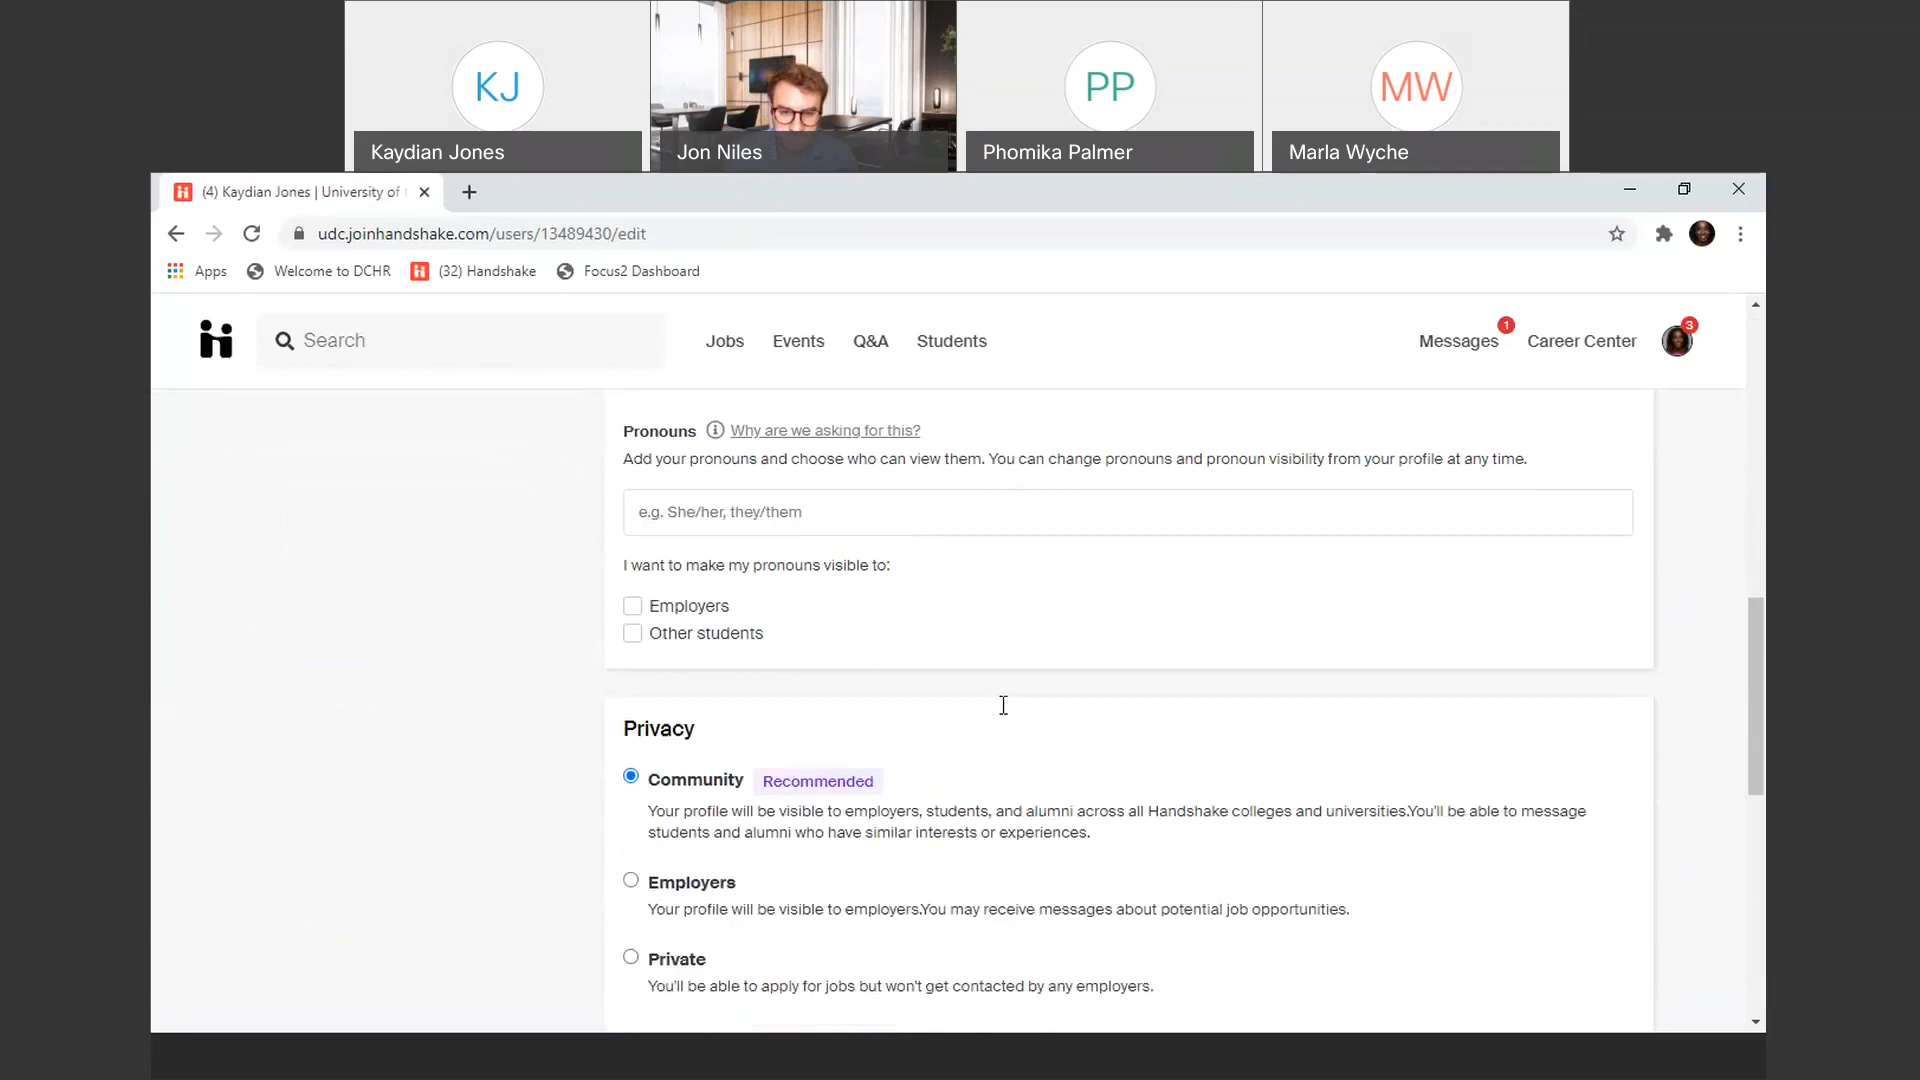 KJ
PP
MW
Kaydian Jones
Jon Niles
Phomika Palmer
Marla Wyche
(4) Kaydian Jones | University of
udc.joinhandshake.com/users/13489430/edit
Apps
Welcome to DCHR
(32) Handshake
Focus2 Dashboard
Search
Jobs
Events
Q&A
Students
Messages
1
Career Center
3
Pronouns
Why are we asking for this?
Add your pronouns and choose who can view them. You can change pronouns and pronoun visibility from your profile at any time.
e.g. She/her, they/them
I want to make my pronouns visible to:
Employers
Other students
Privacy
Community
Recommended
Your profile will be visible to employers, students, and alumni across all Handshake colleges and universities.You'll be able to message
students and alumni who have similar interests or experiences.
Employers
Your profile will be visible to employers.You may receive messages about potential job opportunities.
Private
You'll be able to apply for jobs but won't get contacted by any employers.